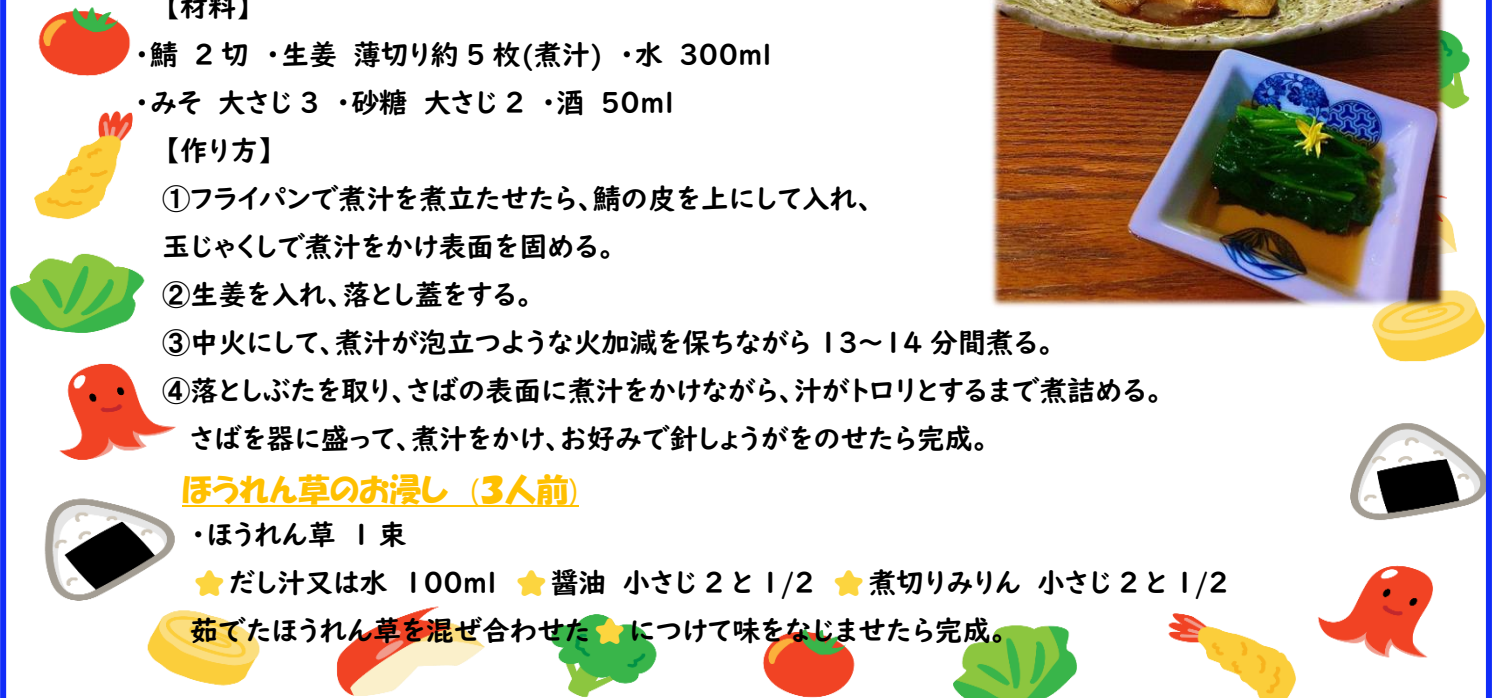 【材料】
・鯖 2切 ・生姜 薄切り約5枚(煮汁) ・水 300ml
・みそ 大さじ3 ・砂糖 大さじ2 ・酒 50ml
【作り方】
①フライパンで煮汁を煮立たせたら、鯖の皮を上にして入れ、
玉じゃくしで煮汁をかけ表面を固める。
②生姜を入れ、落とし蓋をする。
③中火にして、煮汁が泡立つような火加減を保ちながら13～14分間煮る。
④落としぶたを取り、さばの表面に煮汁をかけながら、汁がトロリとするまで煮詰める。
さばを器に盛って、煮汁をかけ、お好みで針しょうがをのせたら完成。
ほうれん草のお浸し (3人前)
・ほうれん草 1束
⭐だし汁又は水 100ml ⭐醤油 小さじ2と1/2 ⭐煮切りみりん 小さじ2と1/2
茹でたほうれん草を混ぜ合わせた⭐につけて味をなじませたら完成。